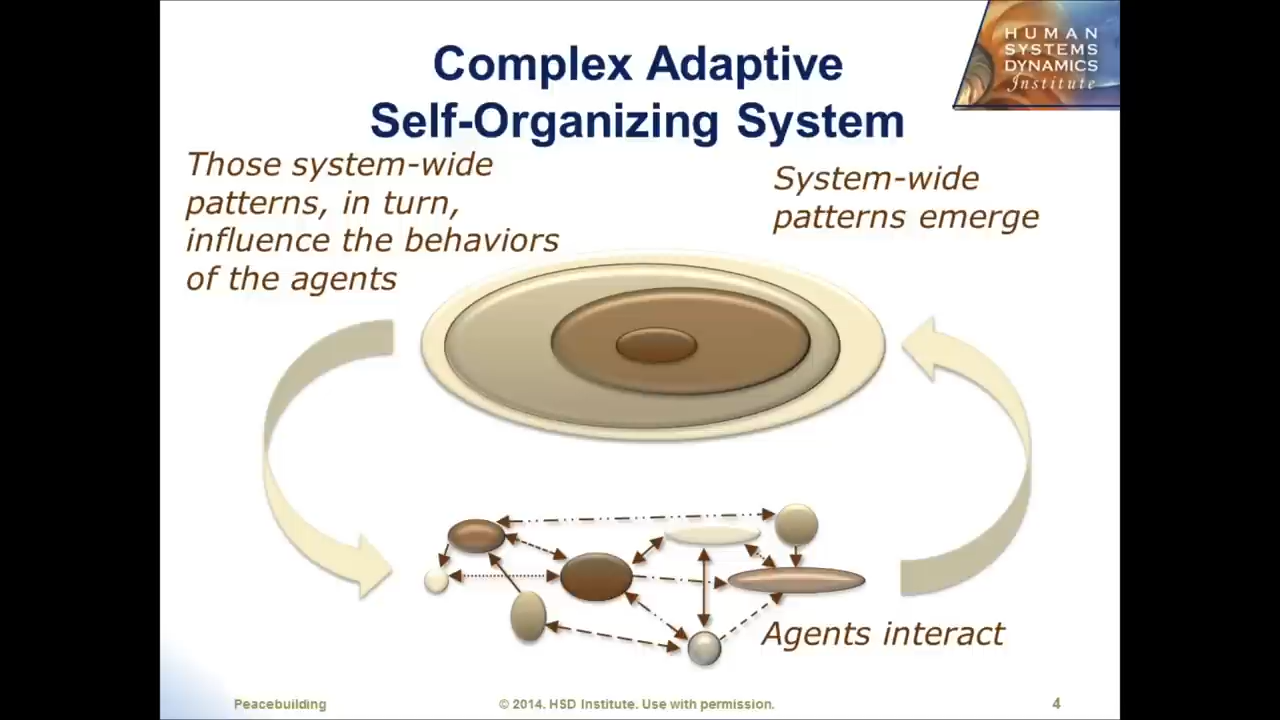 HUMAN
SYSTEMS
DYNAMICS
Institute
Complex Adaptive
Self-Organizing System
Those system-wide
patterns, in turn,
influence the behaviors
of the agents
System-wide
patterns emerge
Agents interact
Peacebuilding
© 2014. HSD Institute. Use with permission.
4